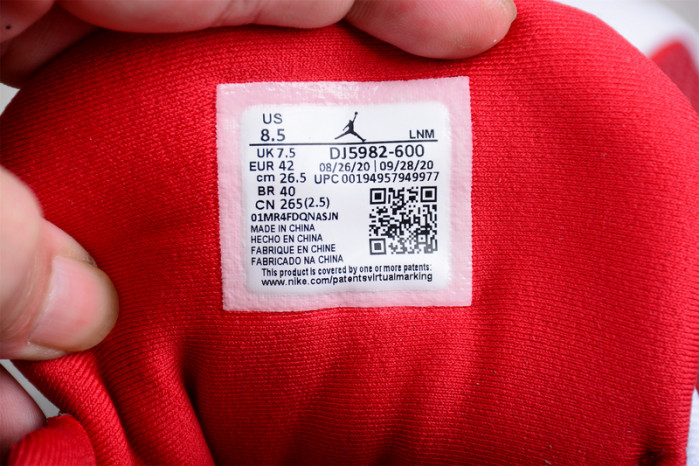 US
8.5 LNM
UK 7.5 DJ5982-600
EUR 42 08/26/20 09/28/20
cm 26.5 UPC 00194957949977
BR 40
CN 265(2.5)
01MR4FDQNASJN
MADE IN CHINA
HECHO EN CHINA
FABRIQUE EN CHINE
FABRICADO NA CHINA
This product is covered by one or more patents:
www.nike.com/patentsvirtualmarking